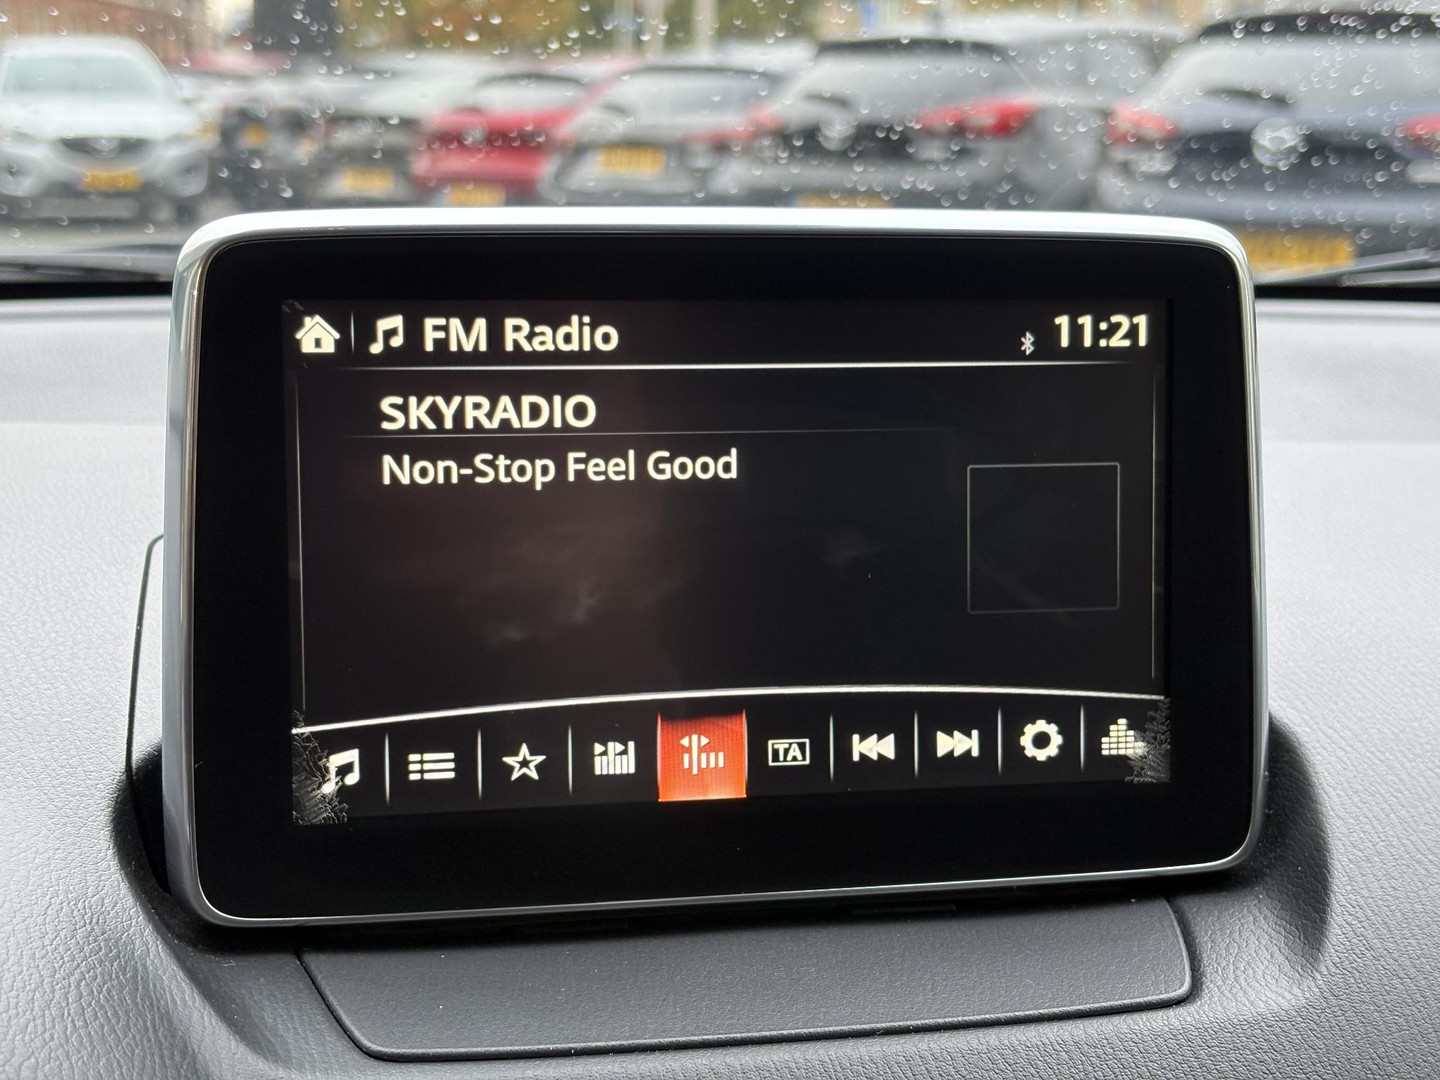 FM Radio
11:21
SKYRADIO
Non-Stop Feel Good
TA